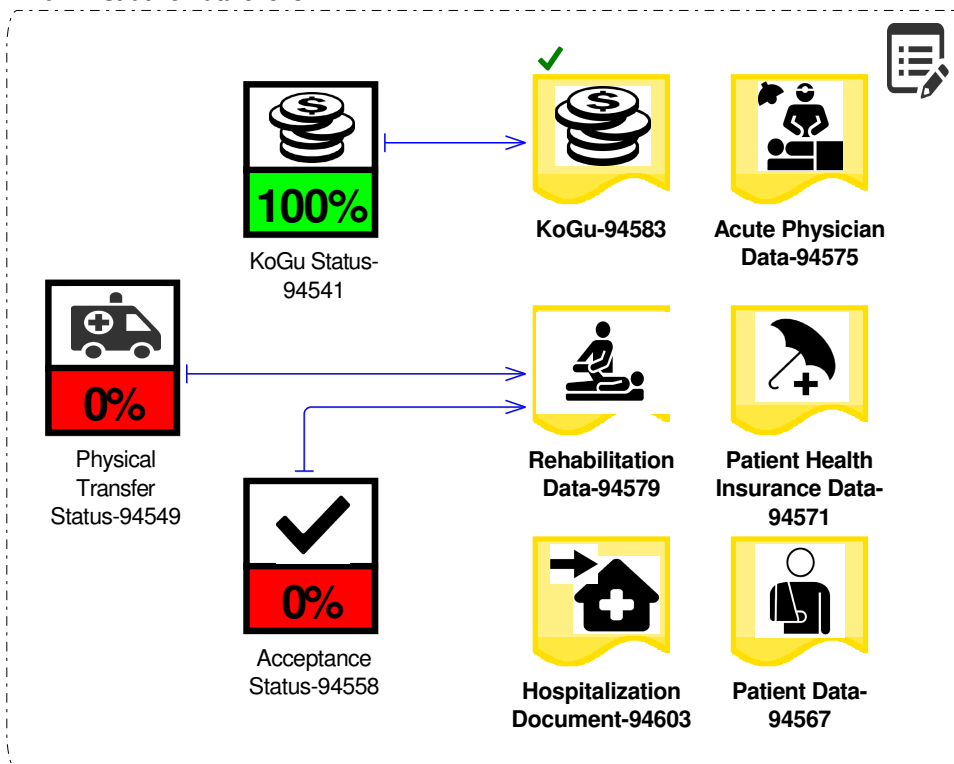 100%
KoGu Status-
94541
KoGu-94583
Acute Physician
Data-94575
0%
Physical
Transfer
Status-94549
Rehabilitation
Data-94579
Patient Health
Insurance Data-
94571
0%
Acceptance
Status-94558
Hospitalization
Document-94603
Patient Data-
94567